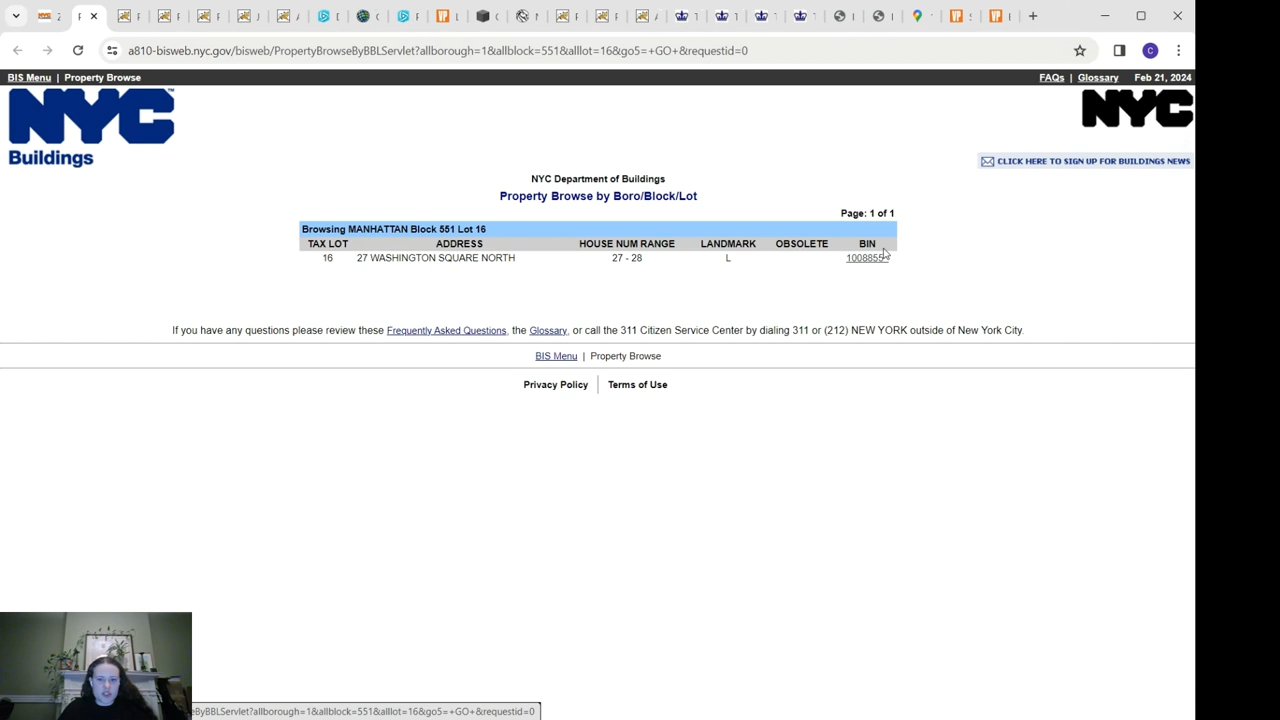 a810-bisweb.nyc.gov/bisweb/PropertyBrowseByBBLServlet?allborough=1&allblock=551&alllot=16&go5=+GO+&requestid=0
BIS Menu | Property Browse
FAQs | Glossary Feb 21, 2024
NYC
Buildings
NYC
CLICK HERE TO SIGN UP FOR BUILDINGS NEWS
NYC Department of Buildings
Property Browse by Boro/Block/Lot
Page: 1 of 1
Browsing MANHATTAN Block 551 Lot 16
TAX LOT ADDRESS HOUSE NUM RANGE LANDMARK OBSOLETE BIN
16 27 WASHINGTON SQUARE NORTH 27 - 28 L
If you have any questions please review these Frequently Asked Questions, the Glossary, or call the 311 Citizen Service Center by dialing 311 or (212) NEW YORK outside of New York City.
BIS Menu | Property Browse
Privacy Policy | Terms of Use
eByBBLServlet?allborough=1&allblock=551&alllot=16&go5=+GO+&requestid=0